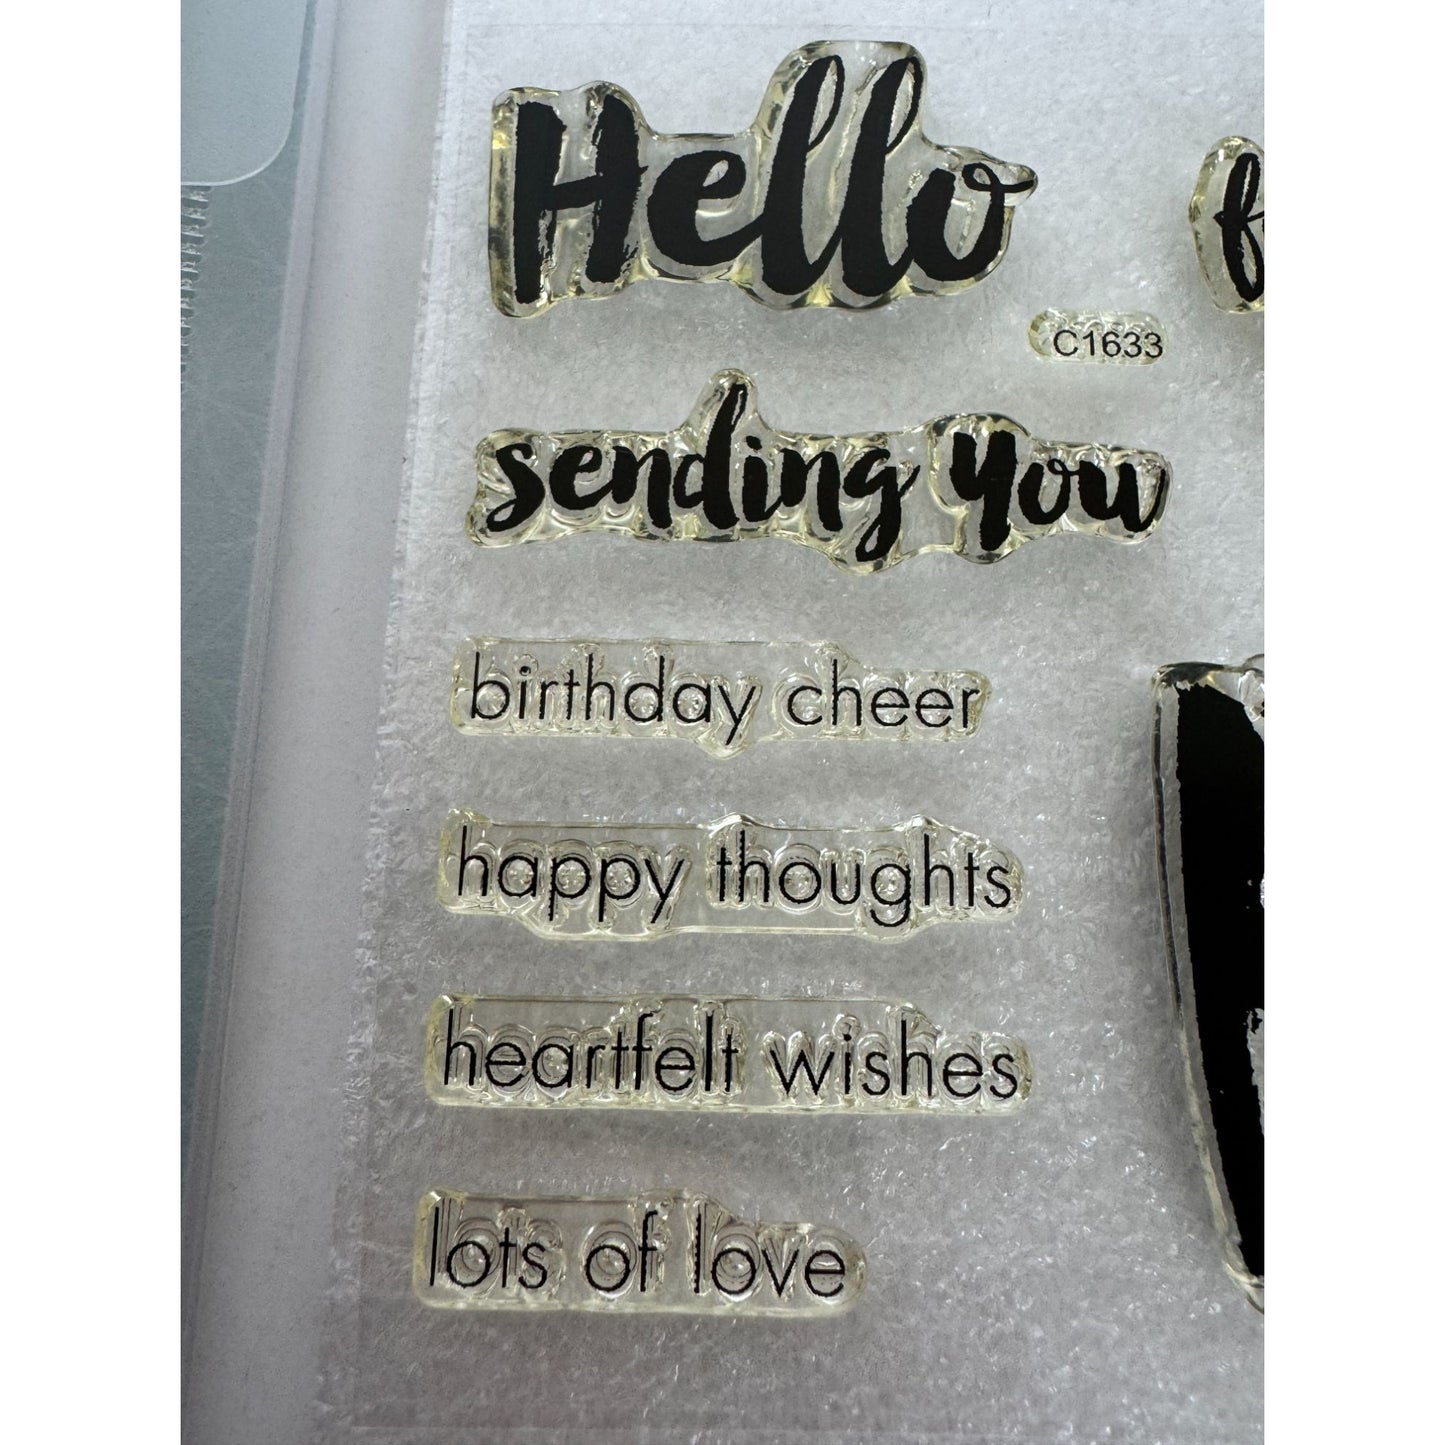 Hello
C1633
sending you
birthday cheer
happy thoughts
heartfelt wishes
lots of love